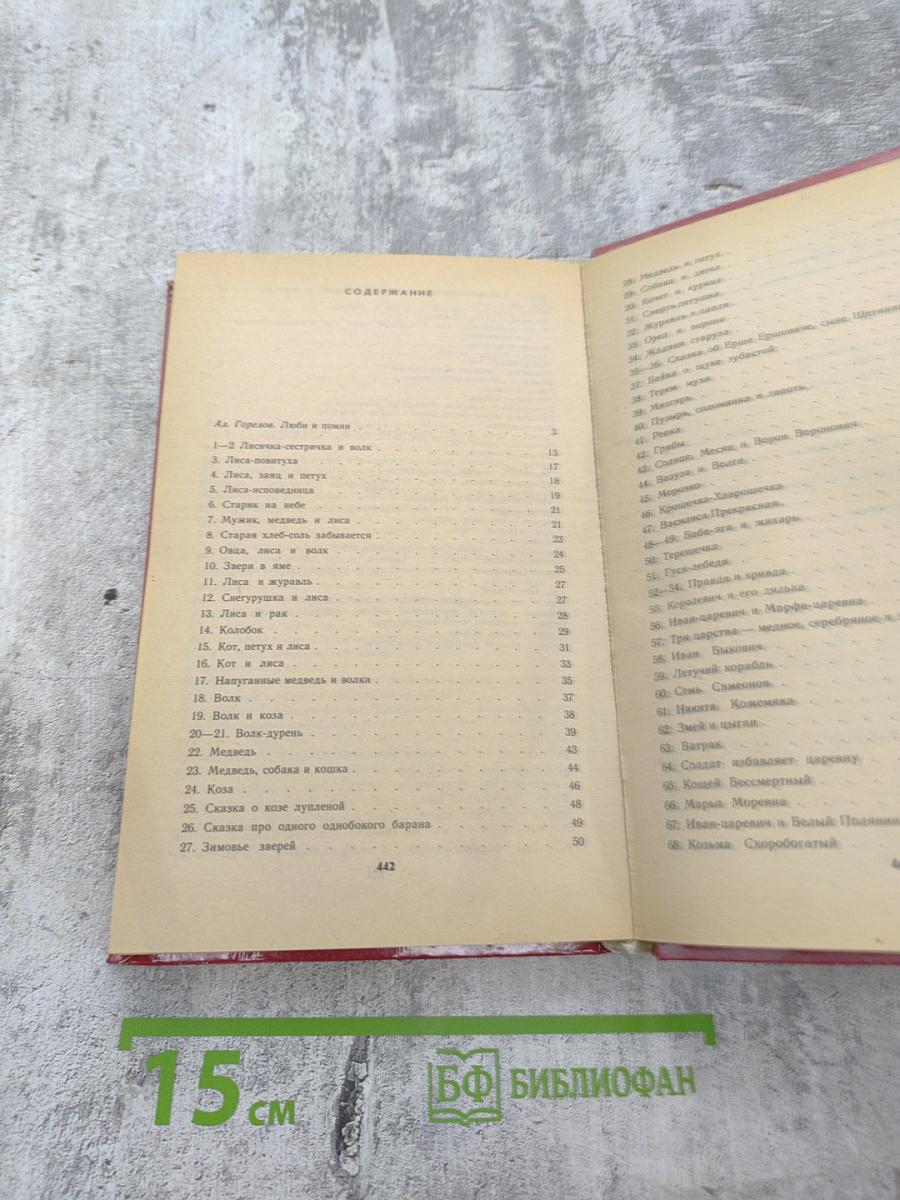 СОДЕРЖАНИЕ
Ал. Горелов. Люби и помни . . . 3
1—2 Лисичка-сестричка и волк . . . 13
3. Лиса-повитуха . . . 17
4. Лиса, заяц и петух . . . 18
5. Лиса-исповедница . . . 19
6. Старик на небе . . . 21
7. Мужик, медведь и лиса . . . 21
8. Старая хлеб-соль забывается . . . 23
9. Овца, лиса и волк . . . 24
10. Звери в яме . . . 25
11. Лиса и журавль . . . 27
12. Снегурушка и лиса . . . 27
13. Лиса и рак . . . 28
14. Колобок . . . 29
15. Кот, петух и лиса . . . 31
16. Кот и лиса . . . 33
17. Напуганные медведь и волки . . . 35
18. Волк . . . 37
19. Волк и коза . . . 38
20—21. Волк-дурень . . . 39
22. Медведь . . . 43
23. Медведь, собака и кошка . . . 44
24. Коза . . . 46
25. Сказка о козе лупленой . . . 48
26. Сказка про одного однобокого барана . . . 49
27. Зимовье зверей . . . 50
442
28. Медведь и петух
29. Собака и дятел
30. Кочет и курица
31. Смерть петушка
32. Журавль и цапля
33. Орел и ворона
34. Жадная старуха
35—36. Сказка об Ерше Ершовиче, сыне
37. Байка о щуке зубастой
38. Терем мухи
39. Мизгирь
40. Пузырь, соломинка и лапоть
41. Репка
42. Грибы
43. Солнце, Месяц и Ворон Воронович
44. Вазуза и Волга
45. Морозко
46. Крошечка-Хаврошечка
47. Василиса Прекрасная
48—49. Баба-яга и жихарь
50. Терешечка
51. Гуси-лебеди
52—54. Правда и кривда
55. Королевич и его дядька
56. Иван-царевич и Марфа-царевна
57. Три царства — медное, серебряное и
58. Иван Быкович
59. Летучий корабль
60. Семь Симеонов
61. Никита Кожемяка
62. Змей и цыган
63. Батрак
64. Солдат избавляет царевну
65. Кощей Бессмертный
66. Марья Моревна
67. Иван-царевич и Белый Полянин
68. Козьма Скоробогатый
15 см
БФ БИБЛИОФАН